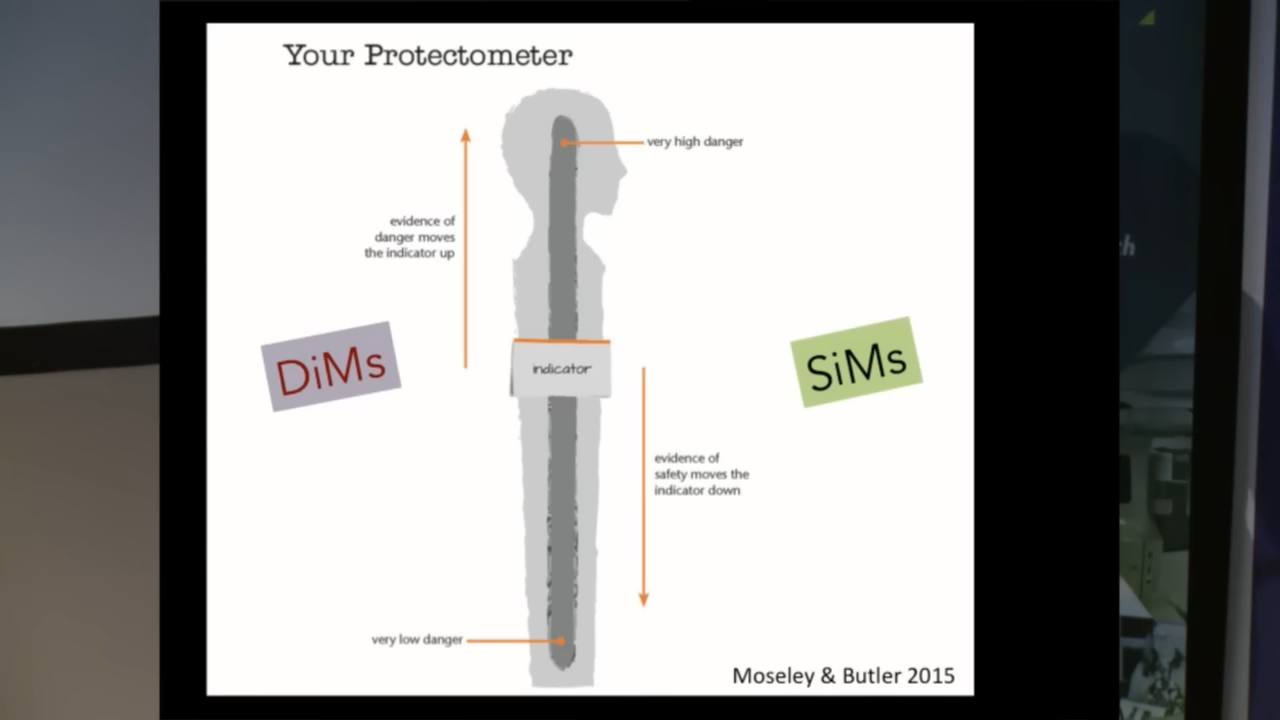 Your Protectometer
very high danger
evidence of
danger moves
the indicator up
DiMs
indicator
SiMs
evidence of
safety moves the
indicator down
very low danger
Moseley & Butler 2015